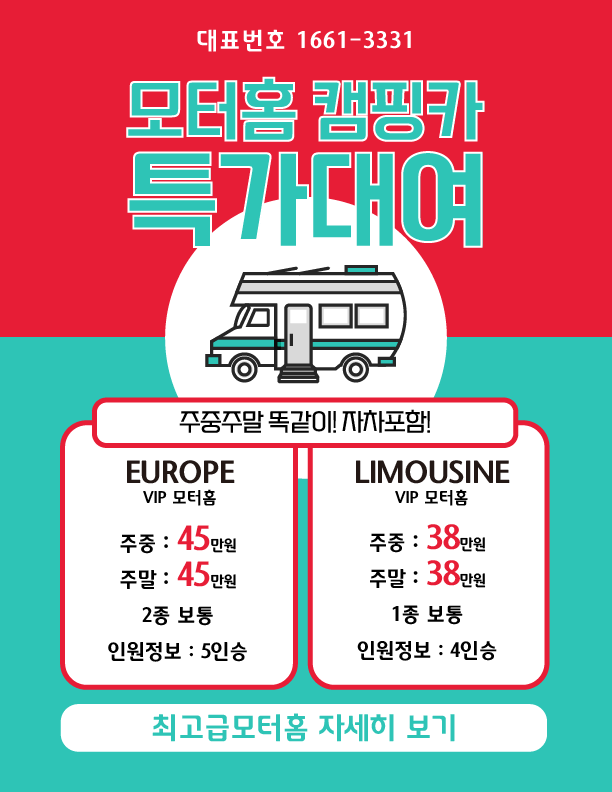 대표번호 1661-3331
모터홈 캠핑카
특가대여
주중주말 똑같이! 자차포함!
EUROPE
VIP 모터홈
주중 : 45만원
주말 : 45만원
2종 보통
인원정보 : 5인승
LIMOUSINE
VIP 모터홈
주중 : 38만원
주말 : 38만원
1종 보통
인원정보 : 4인승
최고급모터홈 자세히 보기